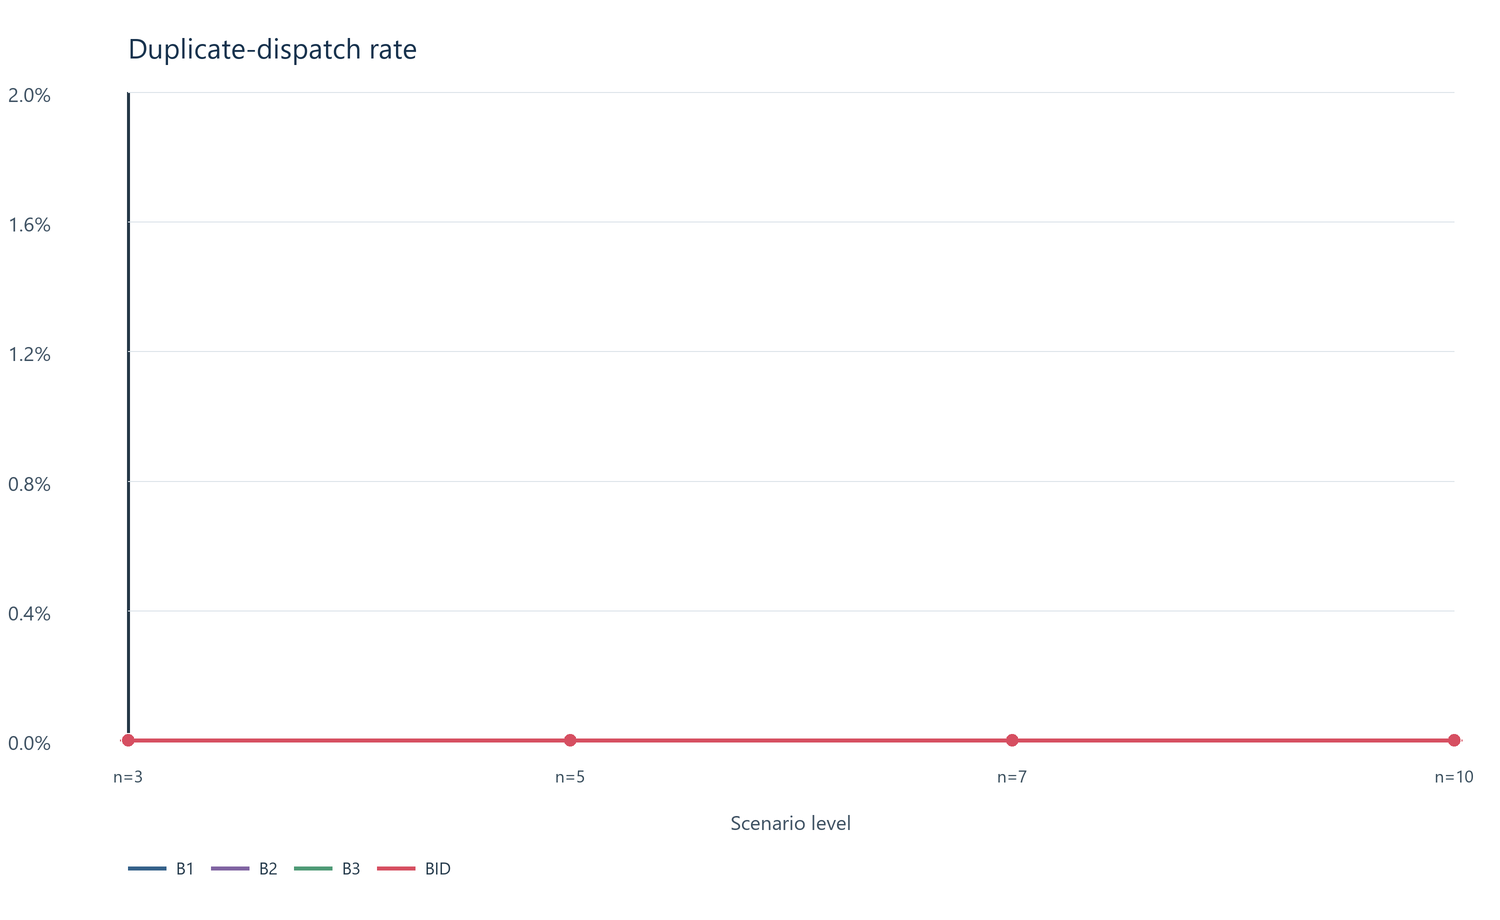 Duplicate-dispatch rate
2.0%
1.6%
1.2%
0.8%
0.4%
0.0%
n=3 n=5 n=7 n=10
Scenario level
B1 B2 B3 BID